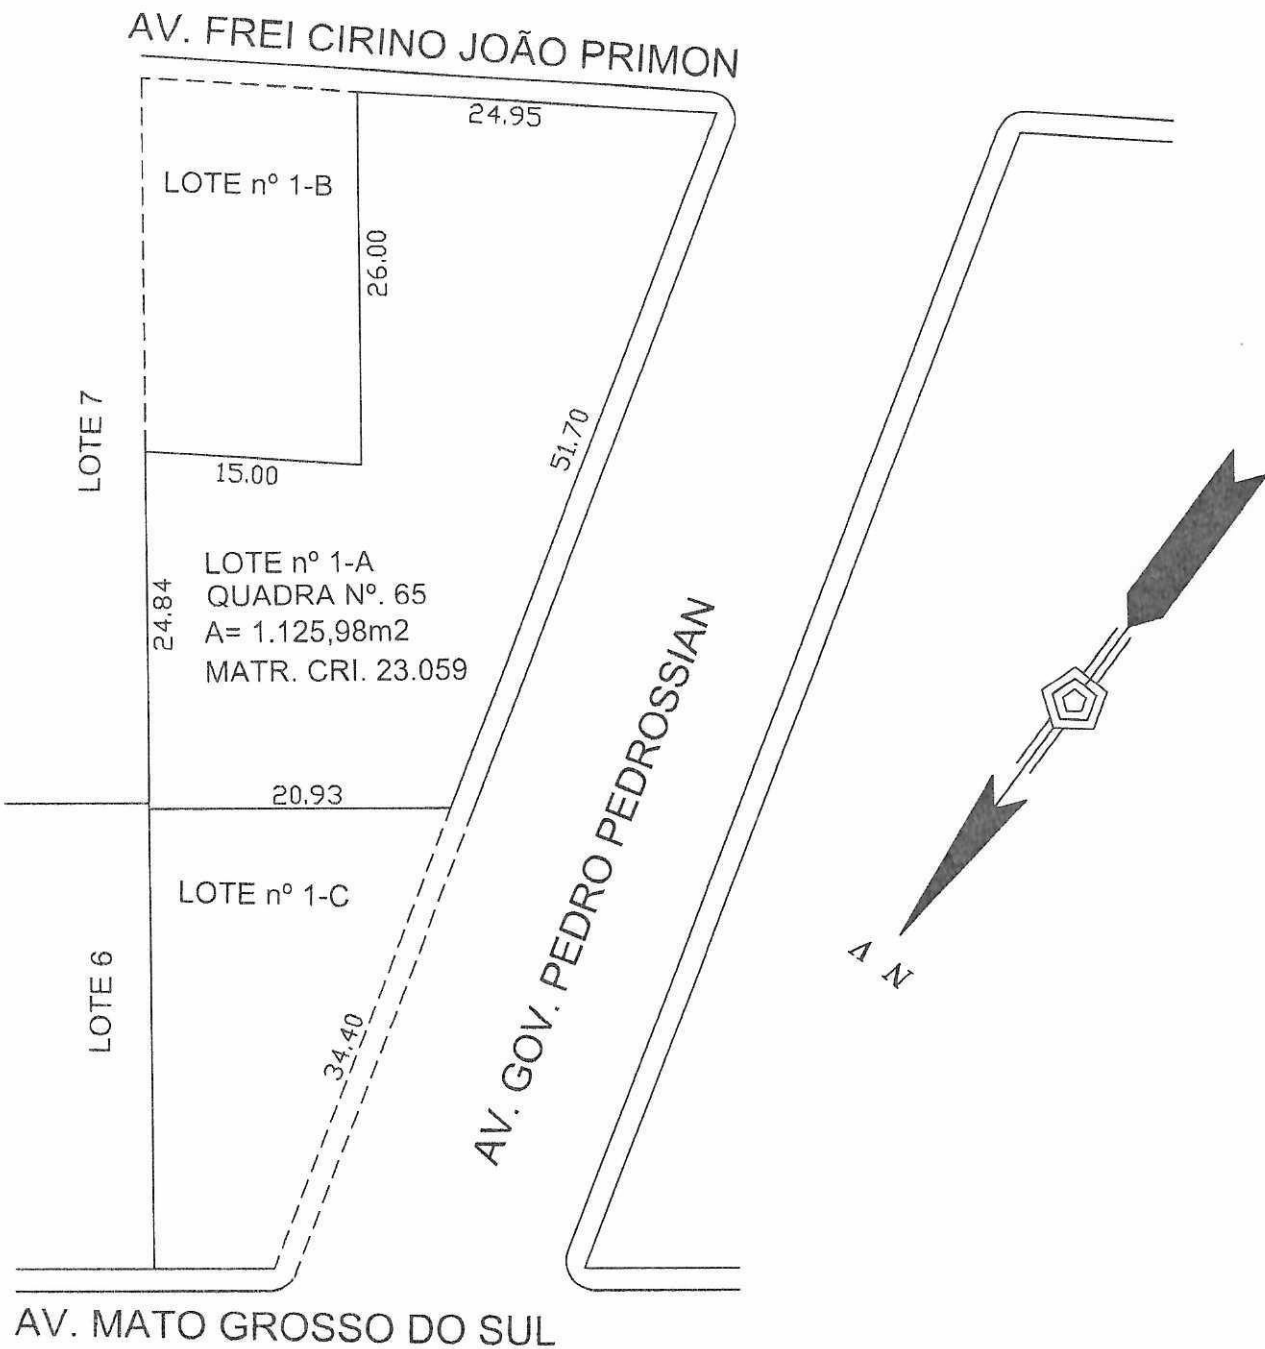 AV. FREI CIRINO JOÃO PRIMON
24.95
LOTE nº 1-B
26.00
LOTE 7
51.70
15.00
LOTE nº 1-A
QUADRA Nº. 65
A= 1.125,98m2
MATR. CRI. 23.059
24.84
AV. GOV. PEDRO PEDROSSIAN
20.93
LOTE nº 1-C
LOTE 6
34.40
N V
AV. MATO GROSSO DO SUL